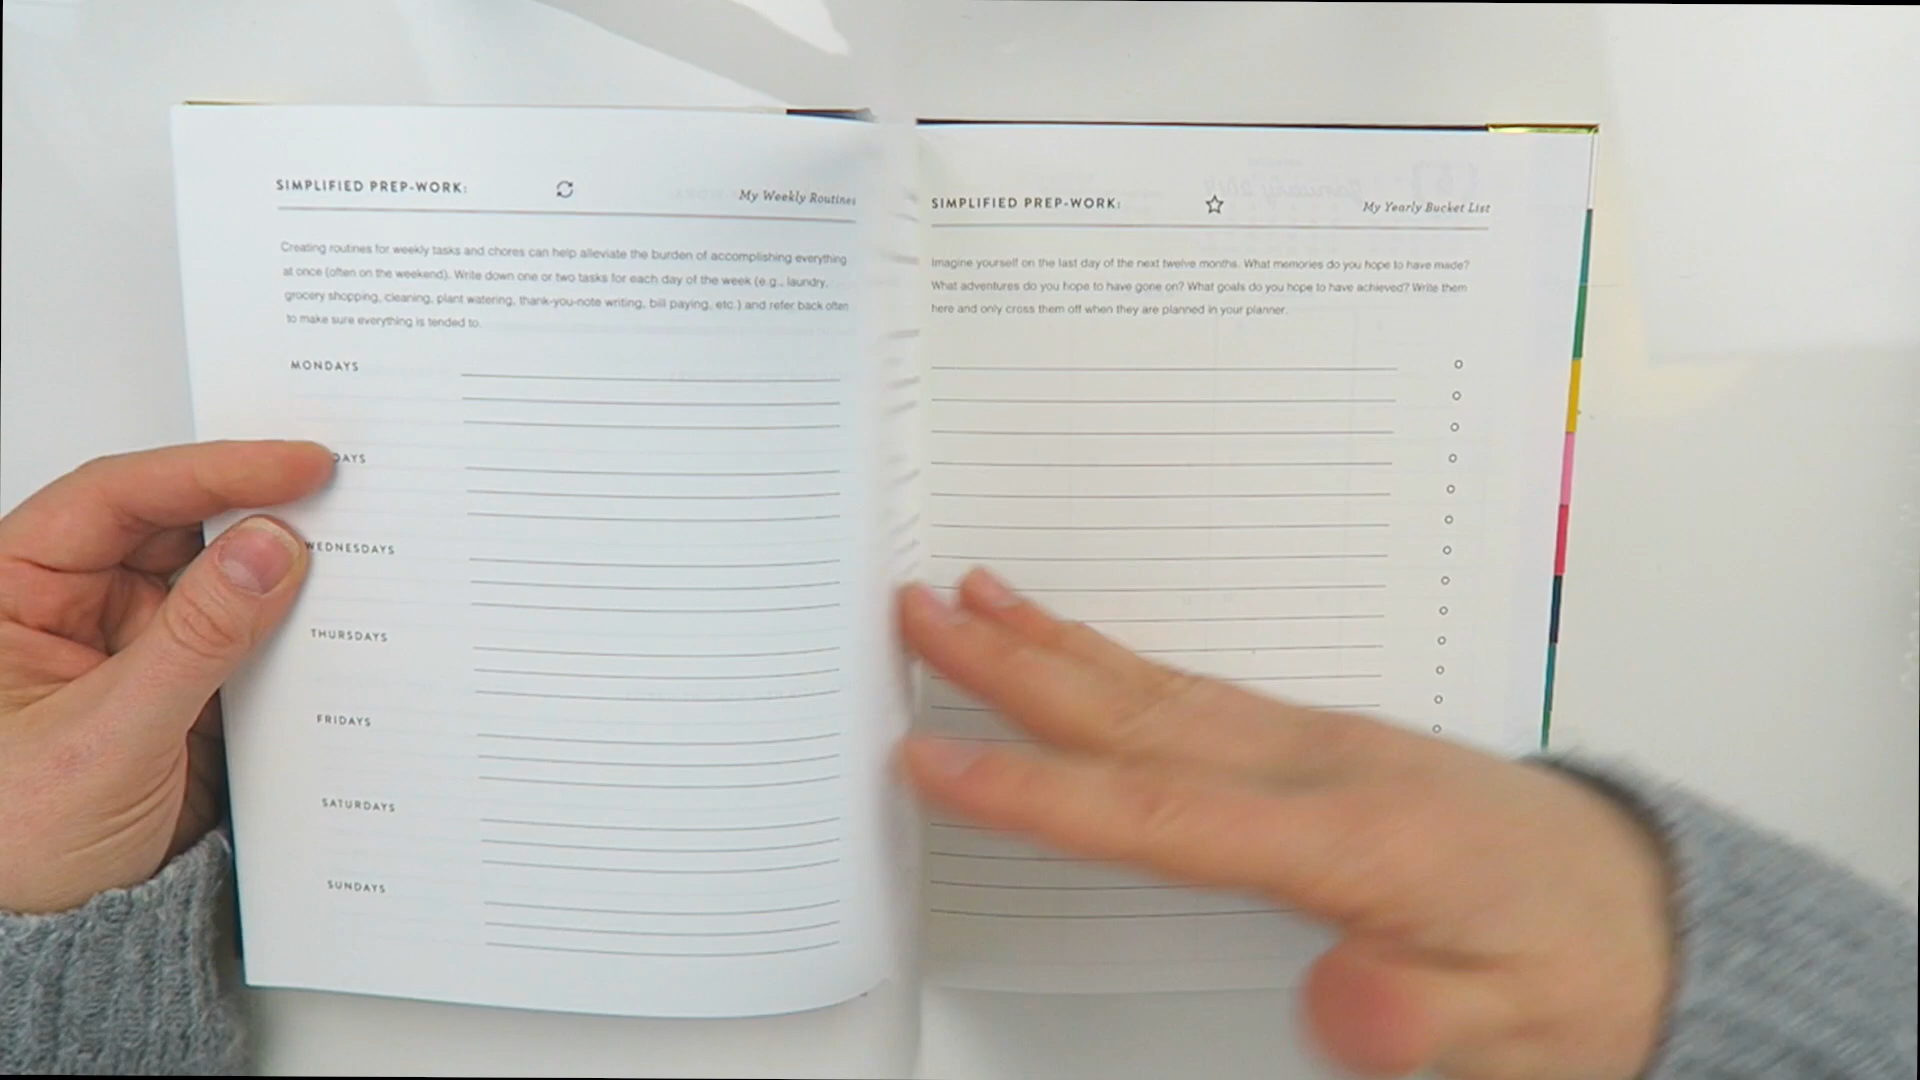 SIMPLIFIED PREP-WORK:
My Weekly Routines
Creating routines for weekly tasks and chores can help alleviate the burden of accomplishing everything
at once (often on the weekend). Write down one or two tasks for each day of the week (e.g., laundry,
grocery shopping, cleaning, plant watering, thank-you-note writing, bill paying, etc.) and refer back often
to make sure everything is tended to.
MONDAYS
DAYS
WEDNESDAYS
THURSDAYS
FRIDAYS
SATURDAYS
SUNDAYS
SIMPLIFIED PREP-WORK:
My Yearly Bucket List
Imagine yourself on the last day of the next twelve months. What memories do you hope to have made?
What adventures do you hope to have gone on? What goals do you hope to have achieved? Write them
here and only cross them off when they are planned in your planner.